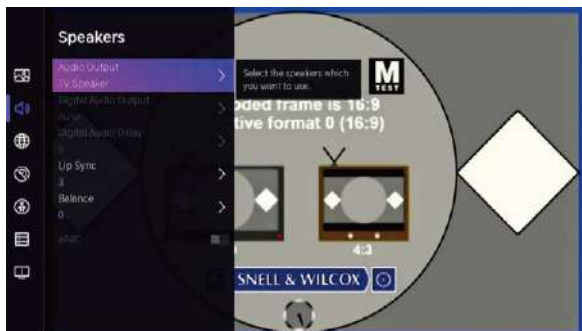 Speakers
Audio Output
TV Speaker
Select the speakers which
you want to use.
M
TEST
Digital Audio Output
oded frame is 16:9
Digital Audio Delay
0
tive format 0 (16:9)
Lip Sync
3
Balance
0
eARC
4:3
SNELL & WILCOX